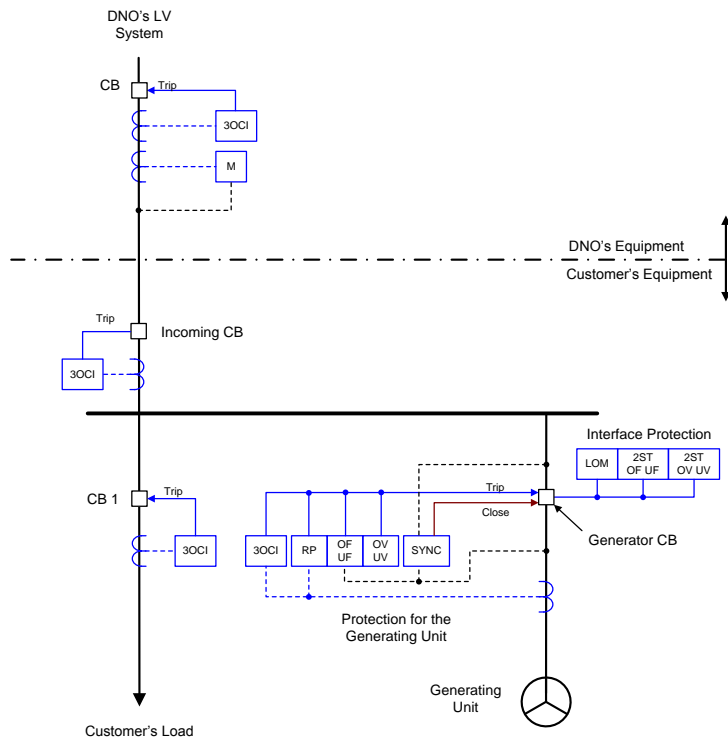 DNO's LV
System
CB
Trip
3OCI
M
DNO's Equipment
Customer's Equipment
Trip
Incoming CB
3OCI
Interface Protection
LOM
2ST
OF UF
2ST
OV UV
CB 1
Trip
Trip
Close
Generator CB
3OCI
3OCI
RP
OF
UF
OV
UV
SYNC
Protection for the
Generating Unit
Generating
Unit
Customer's Load